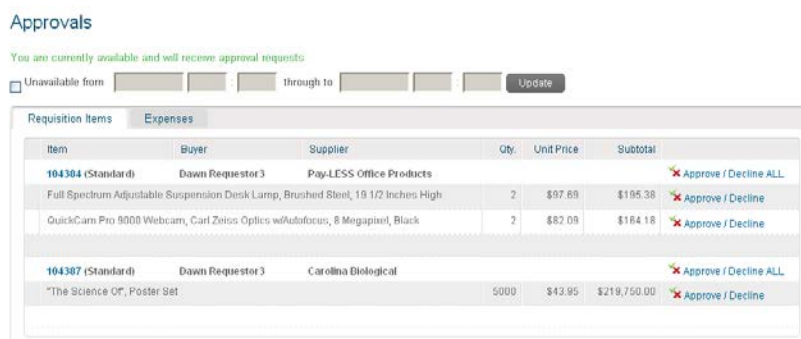 Approvals
You are currently available and will receive approval requests
Unavailable from : through to : Update
Requisition Items Expenses
Item Buyer Supplier Qty. Unit Price Subtotal
104384 (Standard) Dawn Requestor3 Pay-LESS Office Products Approve / Decline ALL
Full Spectrum Adjustable Suspension Desk Lamp, Brushed Steel, 19 1/2 Inches High 2 $97.69 $195.38 Approve / Decline
QuickCam Pro 9000 Webcam, Carl Zeiss Optics w/Autofocus, 8 Megapixel, Black 2 $82.09 $164.18 Approve / Decline
104387 (Standard) Dawn Requestor3 Carolina Biological Approve / Decline ALL
"The Science Of", Poster Set 5000 $43.95 $219,750.00 Approve / Decline